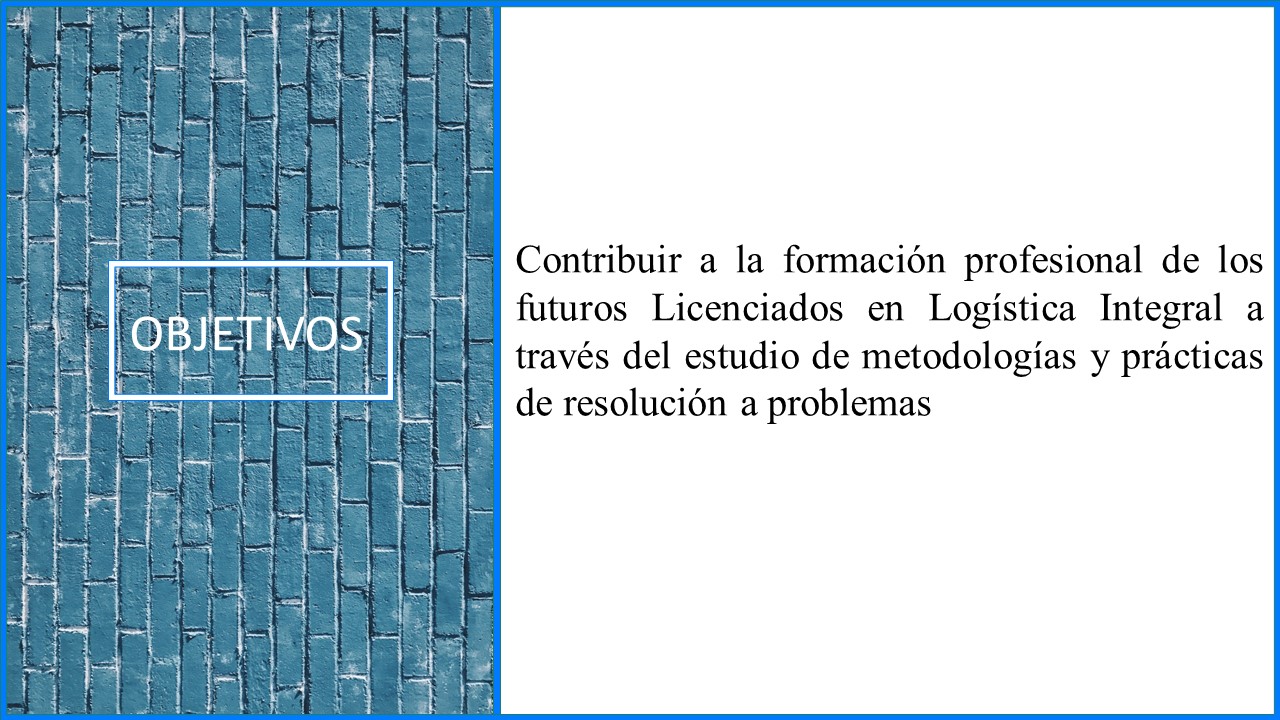 OBJETIVOS
Contribuir a la formación profesional de los
futuros Licenciados en Logística Integral a
través del estudio de metodologías y prácticas
de resolución a problemas